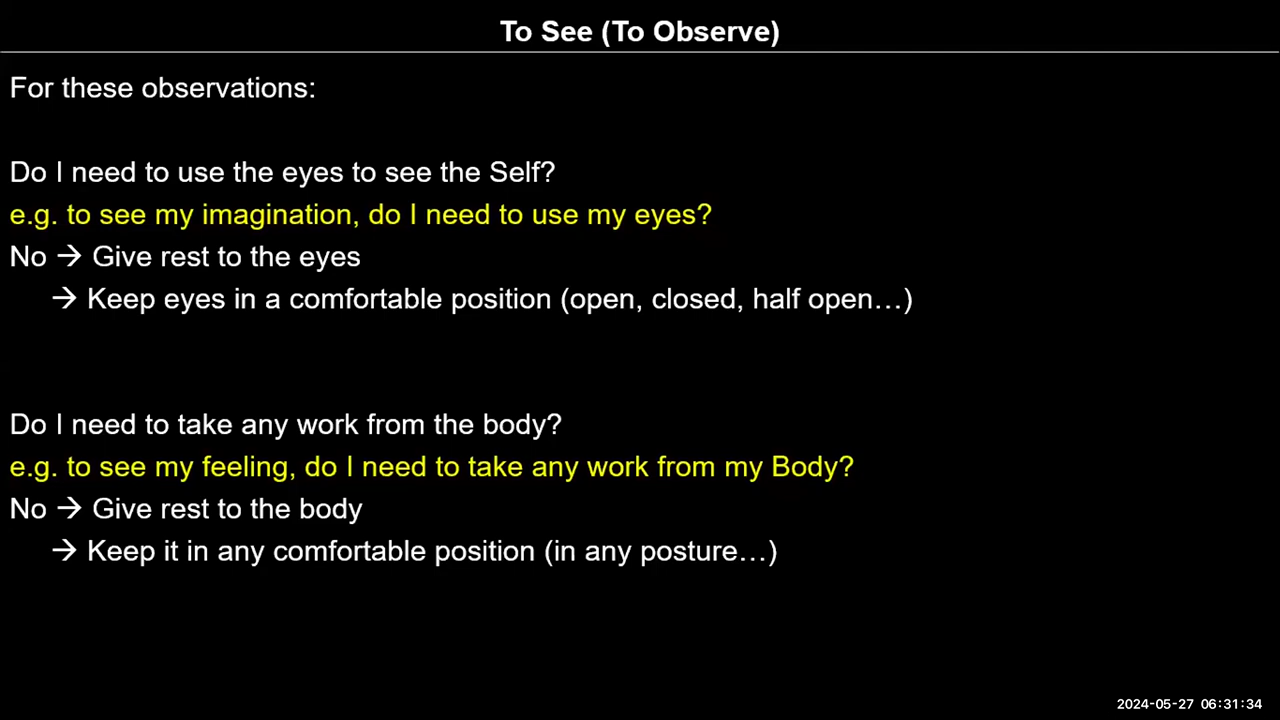 To See (To Observe)
For these observations:
Do I need to use the eyes to see the Self?
e.g. to see my imagination, do I need to use my eyes?
No → Give rest to the eyes
→ Keep eyes in a comfortable position (open, closed, half open…)
Do I need to take any work from the body?
e.g. to see my feeling, do I need to take any work from my Body?
No → Give rest to the body
→ Keep it in any comfortable position (in any posture…)
2024-05-27 06:31:34